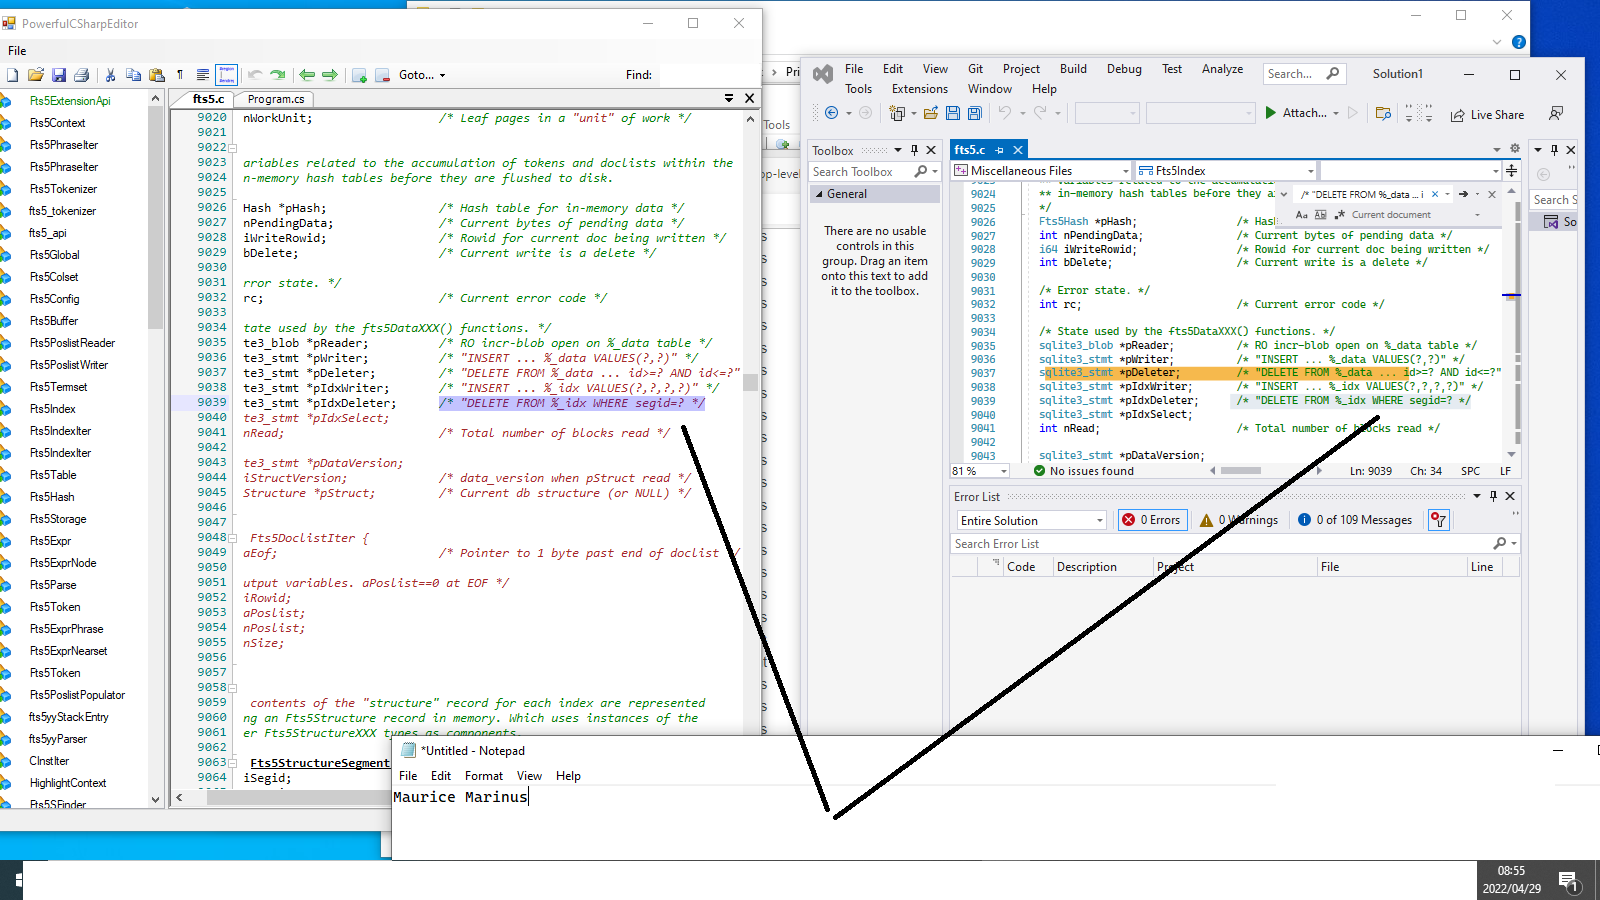 PowerfulCSharpEditor
File
Goto...
Find:
fts5.c
Program.cs
Fts5ExtensionApi
Fts5Context
Fts5PhraseIter
Fts5PhraseIter
Fts5Tokenizer
fts5_tokenizer
fts5_api
Fts5Global
Fts5Colset
Fts5Config
Fts5Buffer
Fts5PoslistReader
Fts5PoslistWriter
Fts5Termset
Fts5Index
Fts5IndexIter
Fts5IndexIter
Fts5Table
Fts5Hash
Fts5Storage
Fts5Expr
Fts5ExprNode
Fts5Parse
Fts5Token
Fts5ExprPhrase
Fts5ExprNearset
Fts5Token
Fts5PoslistPopulator
fts5yyStackEntry
fts5yyParser
CInstIter
HighlightContext
Fts5SFinder
9020 nWorkUnit; /* Leaf pages in a "unit" of work */
9021
9022
9023 ariables related to the accumulation of tokens and doclists within the
9024 n-memory hash tables before they are flushed to disk.
9025
9026 Hash *pHash; /* Hash table for in-memory data */
9027 nPendingData; /* Current bytes of pending data */
9028 iWriteRowid; /* Rowid for current doc being written */
9029 bDelete; /* Current write is a delete */
9030
9031 rror state. */
9032 rc; /* Current error code */
9033
9034 tate used by the fts5DataXXX() functions. */
9035 te3_blob *pReader; /* RO incr-blob open on %_data table */
9036 te3_stmt *pWriter; /* "INSERT ... %_data VALUES(?,?)" */
9037 te3_stmt *pDeleter; /* "DELETE FROM %_data ... id>=? AND id<=?"
9038 te3_stmt *pIdxWriter; /* "INSERT ... %_idx VALUES(?,?,?,?)" */
9039 te3_stmt *pIdxDeleter; /* "DELETE FROM %_idx WHERE segid=? */
9040 te3_stmt *pIdxSelect;
9041 nRead; /* Total number of blocks read */
9042
9043 te3_stmt *pDataVersion;
9044 iStructVersion; /* data_version when pStruct read */
9045 Structure *pStruct; /* Current db structure (or NULL) */
9046
9047
9048 Fts5DoclistIter {
9049 aEof; /* Pointer to 1 byte past end of doclist */
9050
9051 utput variables. aPoslist==0 at EOF */
9052 iRowid;
9053 aPoslist;
9054 nPoslist;
9055 nSize;
9056
9057
9058
9059 contents of the "structure" record for each index are represented
9060 ng an Fts5Structure record in memory. Which uses instances of the
9061 er Fts5StructureXXX types as components.
9062
9063 Fts5StructureSegment
9064 iSegid;
Pri
Tools
op-level
File Edit View Git Project Build Debug Test Analyze
Tools Extensions Window Help
Search...
Solution1
Attach...
Live Share
Toolbox
Search Toolbox
General
There are no usable
controls in this
group. Drag an item
onto this text to add
it to the toolbox.
fts5.c
Miscellaneous Files
Fts5Index
/* "DELETE FROM %_data ... i
Aa Current document
9024 ** in-memory hash tables before they a
9025 */
9026 Fts5Hash *pHash; /* Hash
9027 int nPendingData; /* Current bytes of pending data */
9028 i64 iWriteRowid; /* Rowid for current doc being written */
9029 int bDelete; /* Current write is a delete */
9030
9031 /* Error state. */
9032 int rc; /* Current error code */
9033
9034 /* State used by the fts5DataXXX() functions. */
9035 sqlite3_blob *pReader; /* RO incr-blob open on %_data table */
9036 sqlite3_stmt *pWriter; /* "INSERT ... %_data VALUES(?,?)" */
9037 sqlite3_stmt *pDeleter; /* "DELETE FROM %_data ... id>=? AND id<=?"
9038 sqlite3_stmt *pIdxWriter; /* "INSERT ... %_idx VALUES(?,?,?,?)" */
9039 sqlite3_stmt *pIdxDeleter; /* "DELETE FROM %_idx WHERE segid=? */
9040 sqlite3_stmt *pIdxSelect;
9041 int nRead; /* Total number of blocks read */
9042
9043 sqlite3_stmt *pDataVersion;
81 % No issues found Ln: 9039 Ch: 34 SPC LF
Error List
Entire Solution 0 Errors 0 Warnings 0 of 109 Messages
Search Error List
Code Description Project File Line
Search S
So
*Untitled - Notepad
File Edit Format View Help
Maurice Marinus
08:55
2022/04/29
1